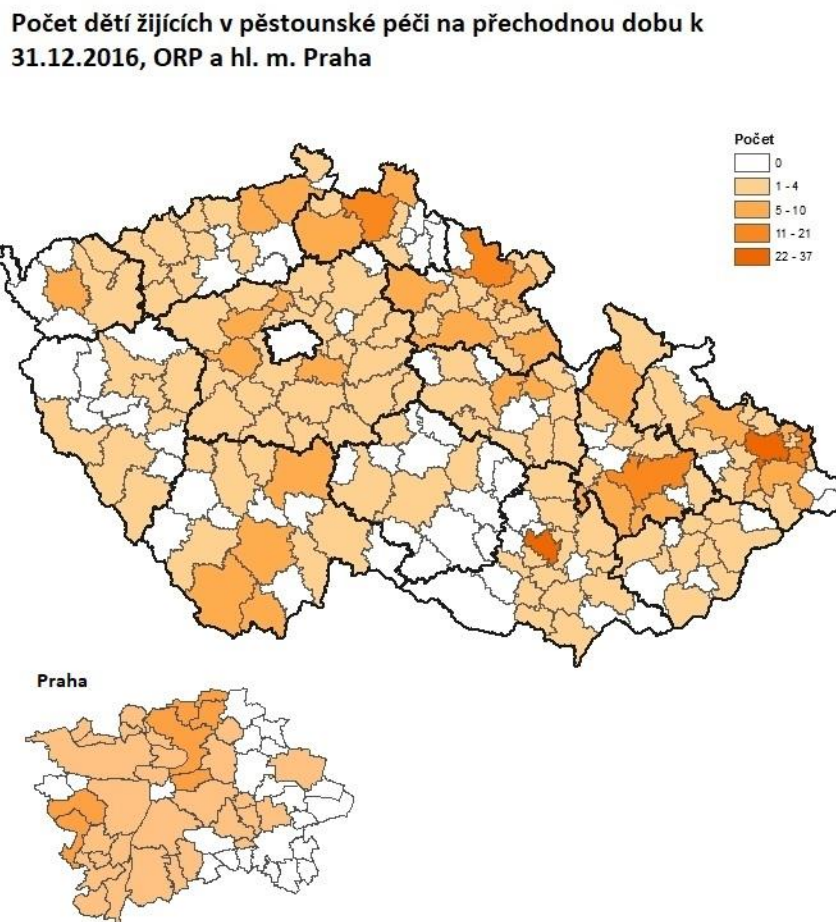 Počet dětí žijících v pěstounské péči na přechodnou dobu k
31.12.2016, ORP a hl. m. Praha
Počet
0
1 - 4
5 - 10
11 - 21
22 - 37
Praha